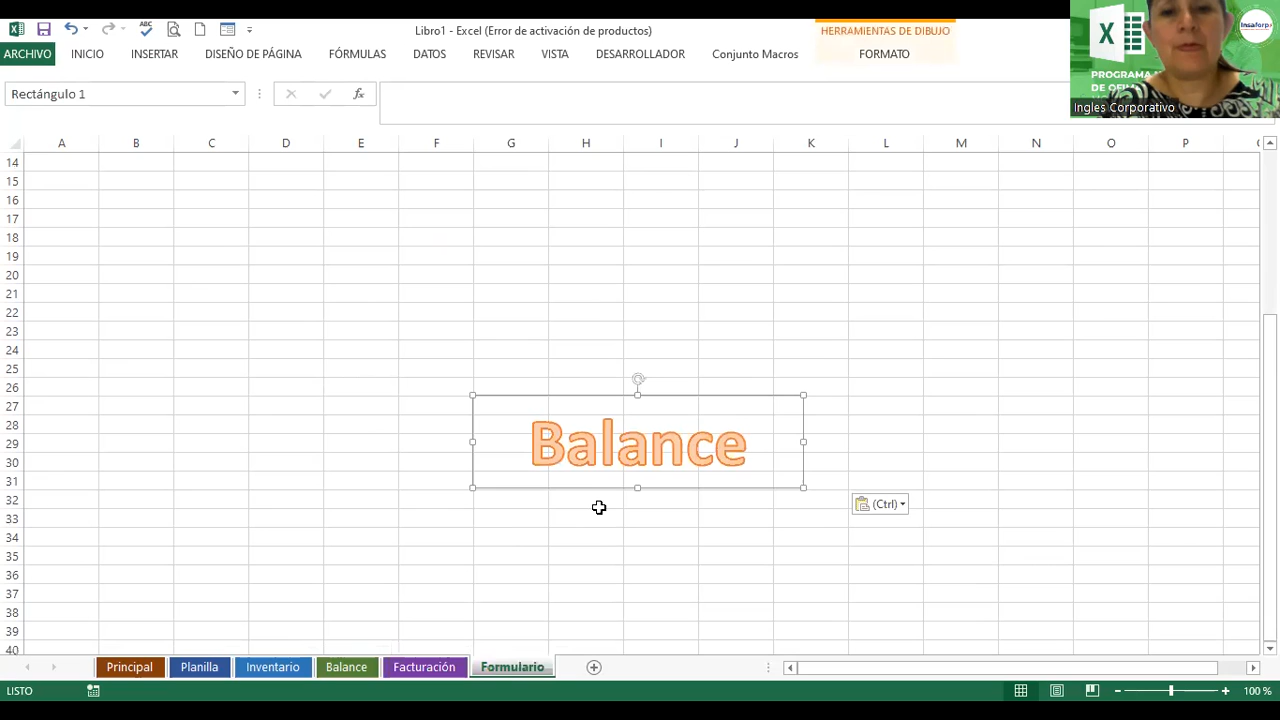 Libro1 - Excel (Error de activación de productos)
HERRAMIENTAS DE DIBUJO
ARCHIVO INICIO INSERTAR DISEÑO DE PÁGINA FÓRMULAS DATOS REVISAR VISTA DESARROLLADOR Conjunto Macros FORMATO
Insaforp
PROGRAMA
DE
Ingles Corporativo
Rectángulo 1
fx
A B C D E F G H I J K L M N O P
14
15
16
17
18
19
20
21
22
23
24
25
26
27
28
29
30
31
32
33
34
35
36
37
38
39
40
Balance
(Ctrl)
Principal Planilla Inventario Balance Facturación Formulario
LISTO
100 %